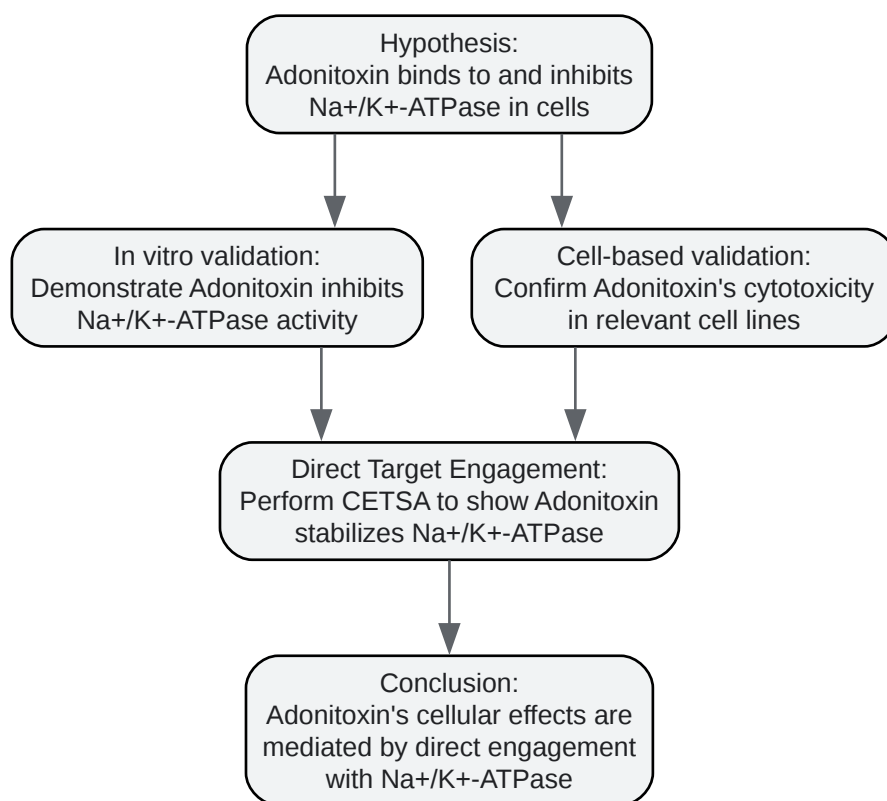 Hypothesis:
Adonitoxin binds to and inhibits
Na+/K+-ATPase in cells
In vitro validation:
Demonstrate Adonitoxin inhibits
Na+/K+-ATPase activity
Cell-based validation:
Confirm Adonitoxin's cytotoxicity
in relevant cell lines
Direct Target Engagement:
Perform CETSA to show Adonitoxin
stabilizes Na+/K+-ATPase
Conclusion:
Adonitoxin's cellular effects are
mediated by direct engagement
with Na+/K+-ATPase